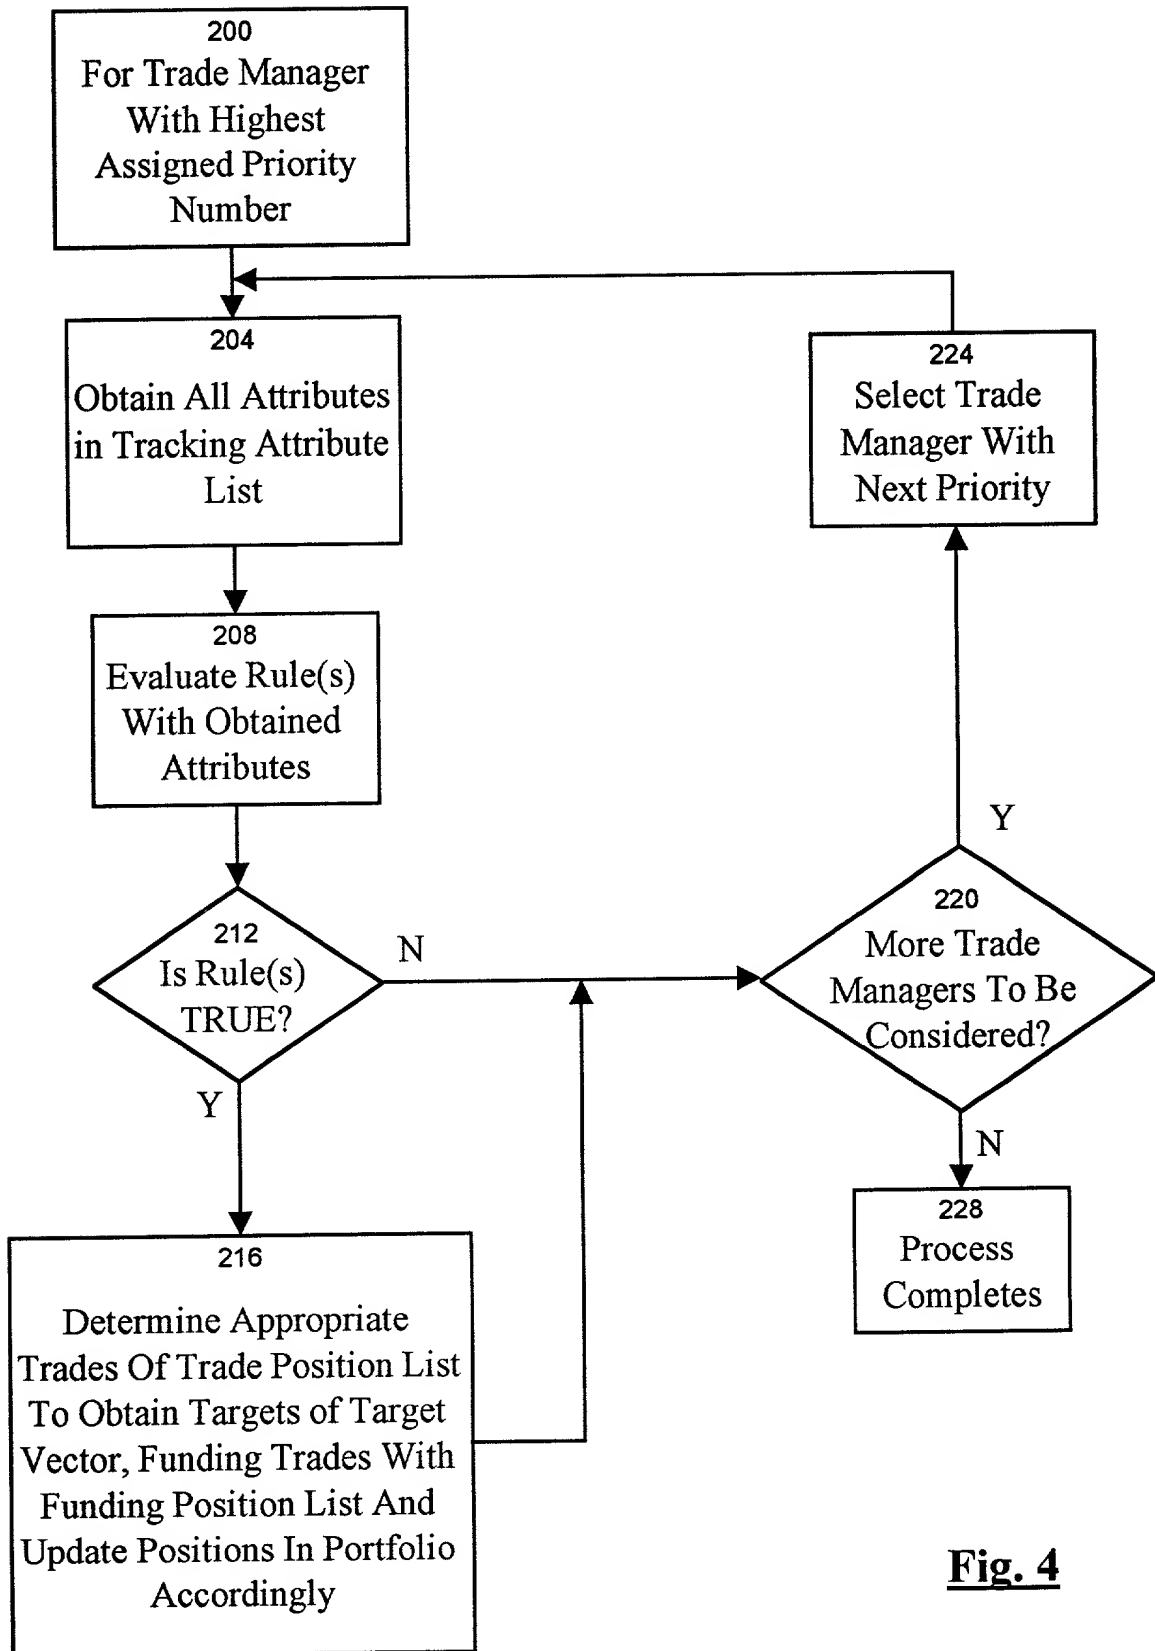 200
For Trade Manager
With Highest
Assigned Priority
Number
204
Obtain All Attributes
in Tracking Attribute
List
224
Select Trade
Manager With
Next Priority
208
Evaluate Rule(s)
With Obtained
Attributes
Y
212
Is Rule(s)
TRUE?
N
220
More Trade
Managers To Be
Considered?
Y
N
216
Determine Appropriate
Trades Of Trade Position List
To Obtain Targets of Target
Vector, Funding Trades With
Funding Position List And
Update Positions In Portfolio
Accordingly
228
Process
Completes
Fig. 4